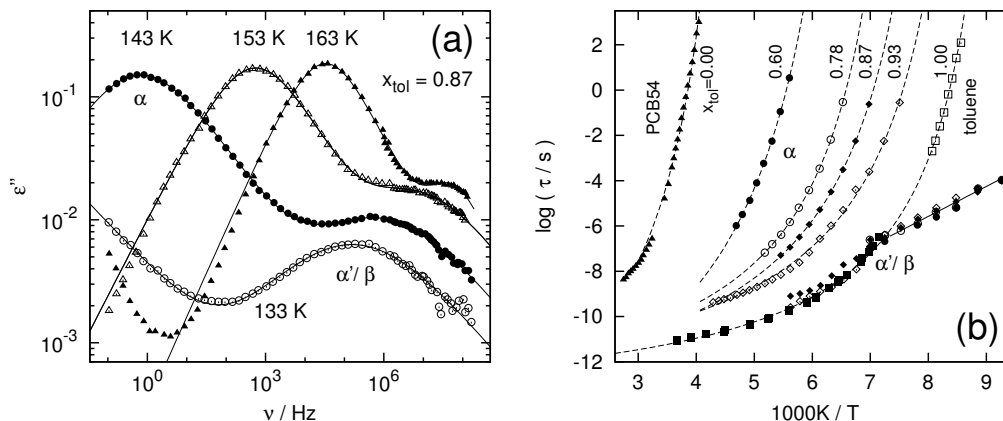 (a)
143 K 153 K 163 K
x_tol = 0.87
α
α'/ β
133 K
10^-1
10^-2
10^-3
ε''
10^0 10^3 10^6
ν / Hz
(b)
2
0
-2
-4
-6
-8
-10
-12
log ( τ / s )
PCB54
x_tol=0.00
0.60
0.78
0.87
0.93
1.00
toluene
α
α'/ β
3 4 5 6 7 8 9
1000K / T